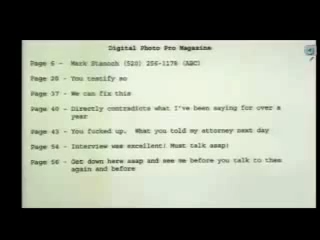 Digital Photo Pro Magazine
Page 6 - Mark Stanoch (520) 256-1178 (ABC)
Page 20 - You testify so
Page 37 - We can fix this
Page 40 - Directly contradicts what I've been saying for over a
year
Page 43 - You fucked up. What you told my attorney next day
Page 54 - Interview was excellent! Must talk asap!
Page 56 - Get down here asap and see me before you talk to them
again and before